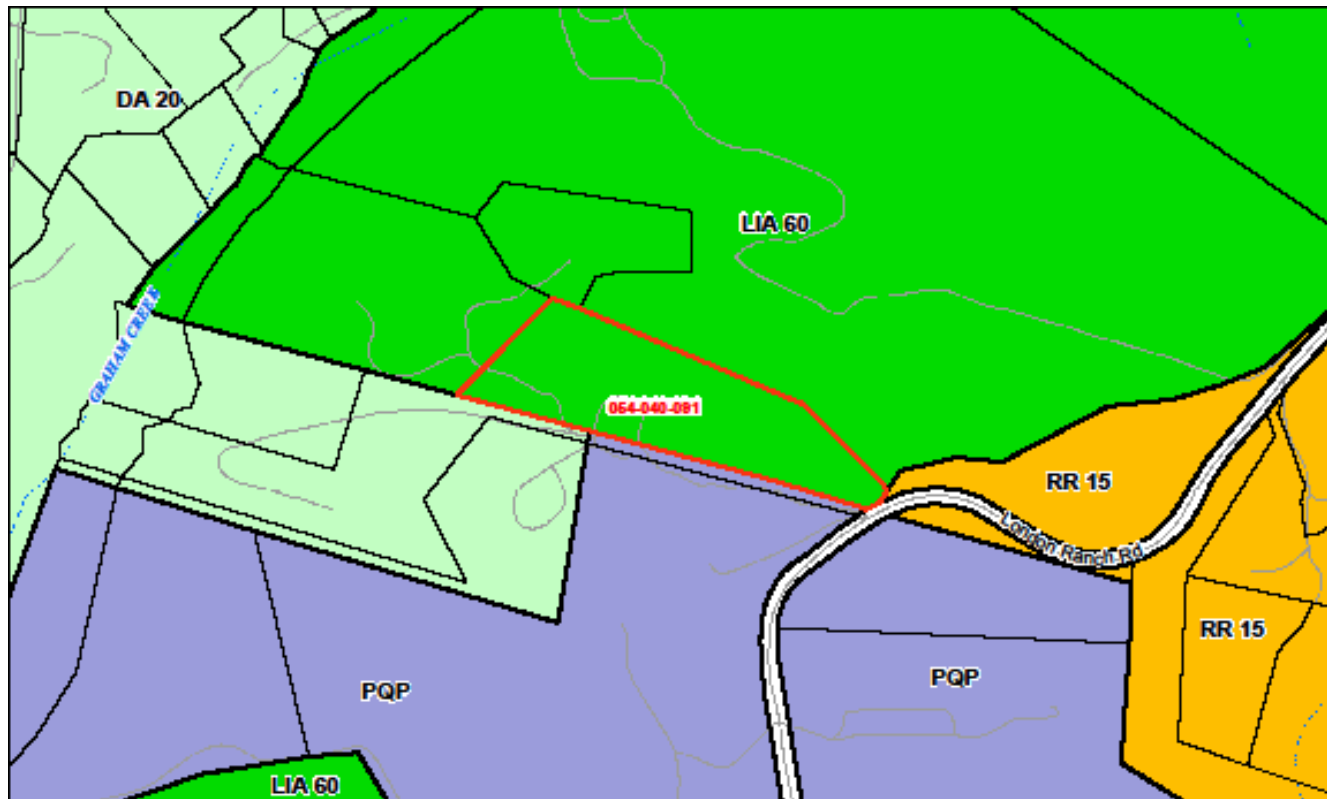 DA 20
LIA 60
GRAHAM CREEK
054-040-091
RR 15
London Ranch Rd
RR 15
PQP
PQP
LIA 60